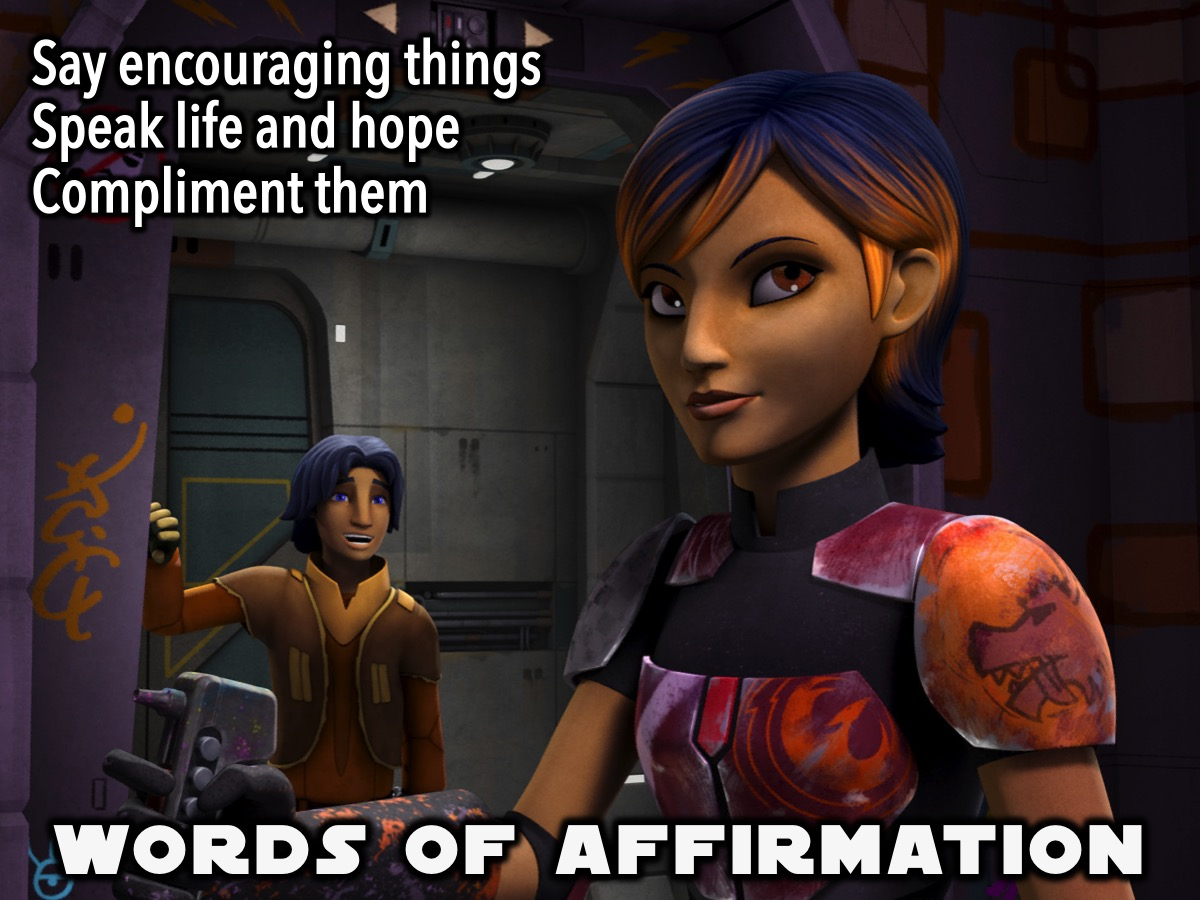 Say encouraging things
Speak life and hope
Compliment them
WORDS OF AFFIRMATION